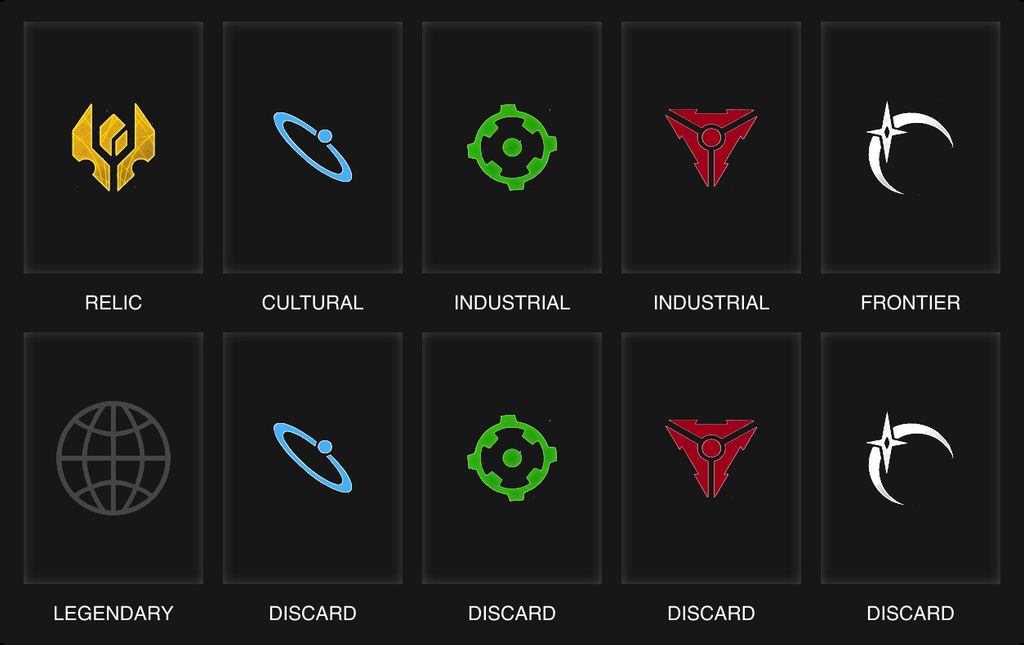 RELIC
CULTURAL
INDUSTRIAL
INDUSTRIAL
FRONTIER
LEGENDARY
DISCARD
DISCARD
DISCARD
DISCARD